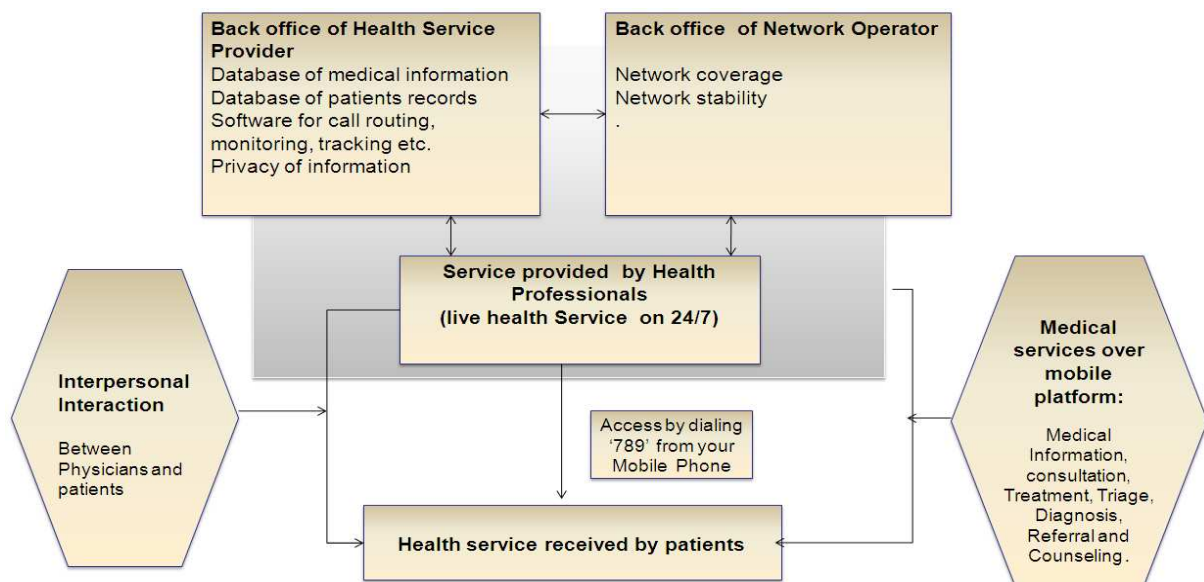 Back office of Health Service
Provider
Database of medical information
Database of patients records
Software for call routing,
monitoring, tracking etc.
Privacy of information
Back office of Network Operator
Network coverage
Network stability
.
Service provided by Health
Professionals
(live health Service on 24/7)
Interpersonal
Interaction
Between
Physicians and
patients
Access by dialing
‘789’ from your
Mobile Phone
Medical
services over
mobile
platform:
Medical
Information,
consultation,
Treatment, Triage,
Diagnosis,
Referral and
Counseling .
Health service received by patients